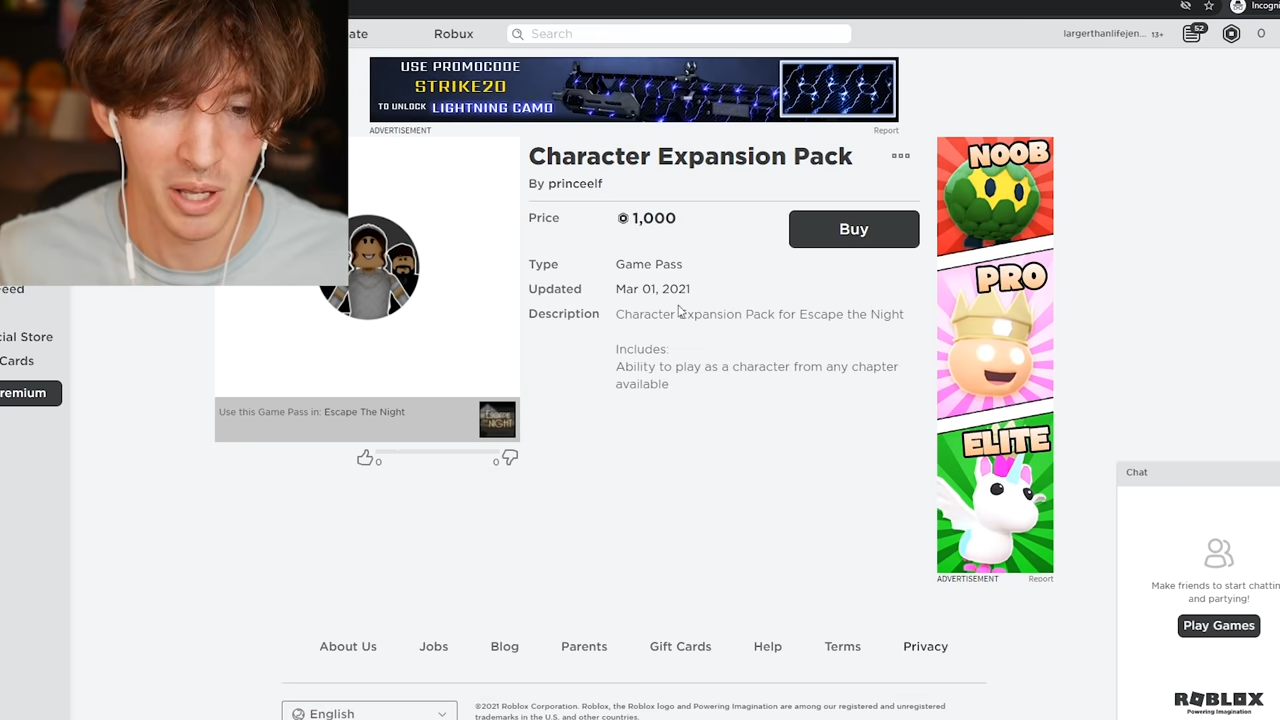 Incogni
ate
Robux
Search
largerthanlifejen... 13+
52
0
USE PROMOCODE
STRIKE20
TO UNLOCK LIGHTNING CAMO
ADVERTISEMENT
Report
Character Expansion Pack
By princeelf
Price
1,000
Buy
Type
Game Pass
Updated
Mar 01, 2021
Description
Character Expansion Pack for Escape the Night
Includes:
Ability to play as a character from any chapter
available
eed
cial Store
Cards
remium
Use this Game Pass in: Escape The Night
ESCAPE
THE
NIGHT
0
0
NOOB
PRO
ELITE
ADVERTISEMENT
Report
Chat
Make friends to start chattin
and partying!
Play Games
ROBLOX
Powering Imagination
About Us
Jobs
Blog
Parents
Gift Cards
Help
Terms
Privacy
English
©2021 Roblox Corporation. Roblox, the Roblox logo and Powering Imagination are among our registered and unregistered
trademarks in the U.S. and other countries.